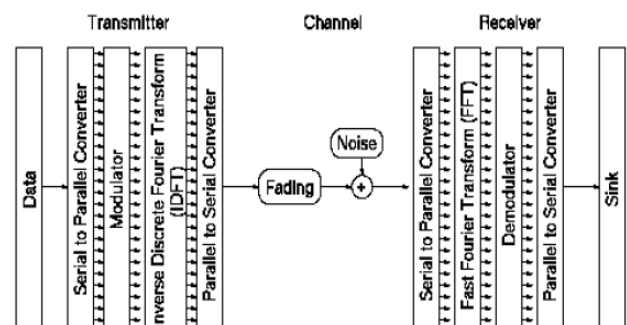 Transmitter
Channel
Receiver
Data
Serial to Parallel Converter
Modulator
nverse Discrete Fourier Transform
(IDFT)
Parallel to Serial Converter
Fading
Noise
+
Serial to Parallel Converter
Fast Fourier Transform (FFT)
Demodulator
Parallel to Serial Converter
Sink